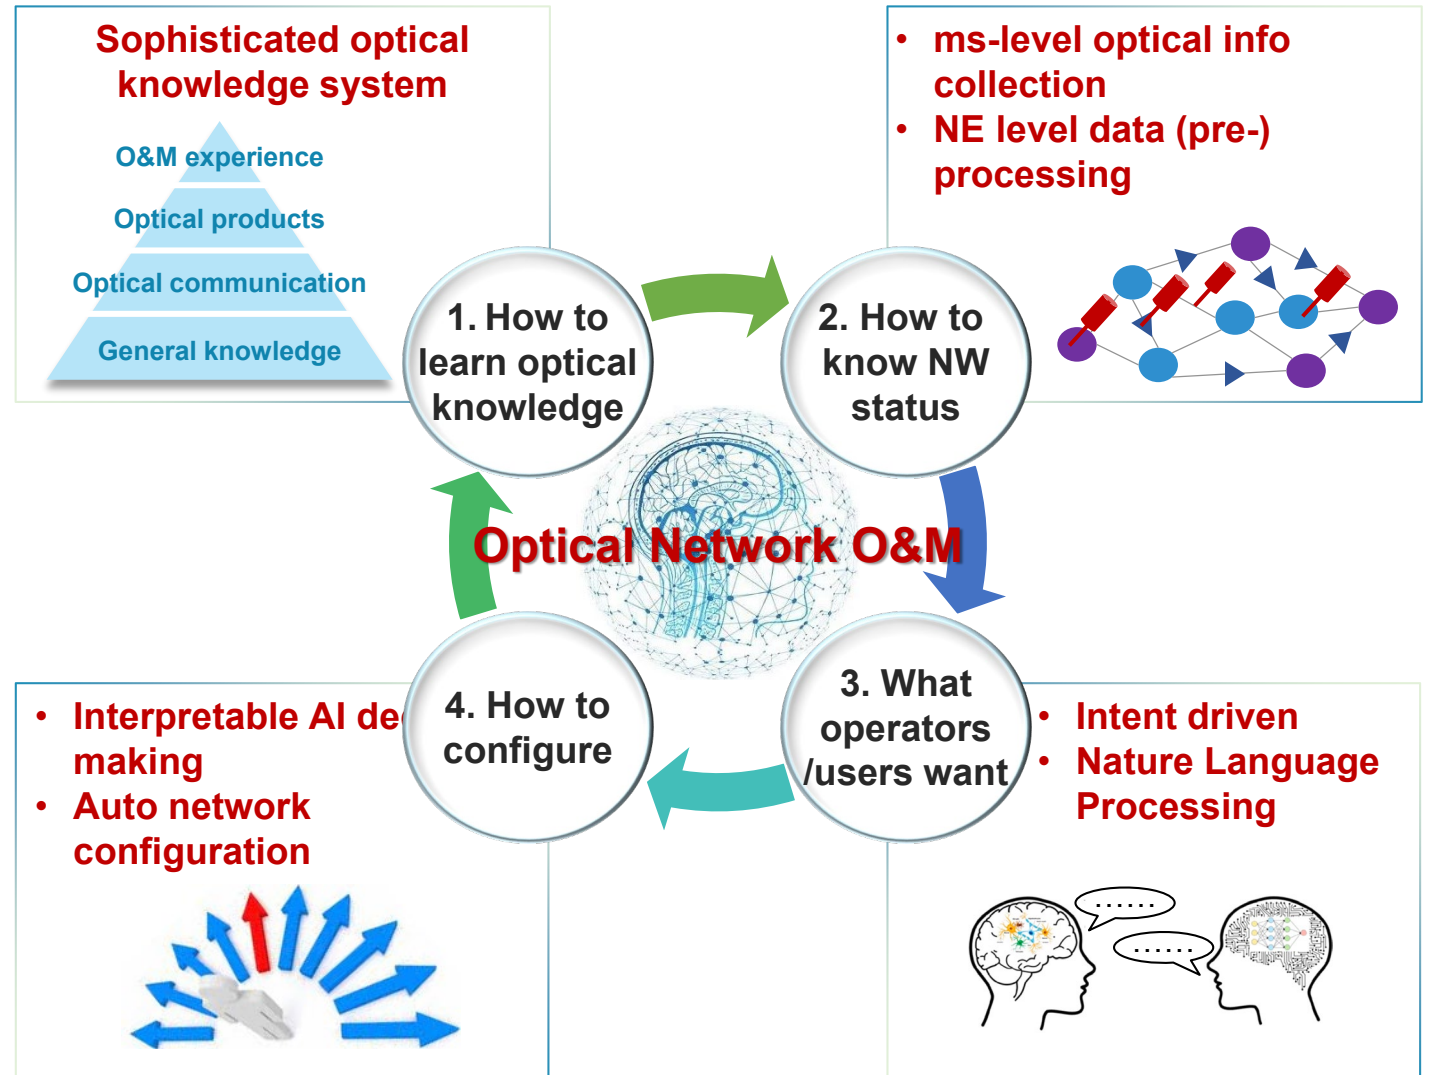 Sophisticated optical
knowledge system
O&M experience
Optical products
Optical communication
General knowledge
• ms-level optical info
collection
• NE level data (pre-)
processing
1. How to
learn optical
knowledge
2. How to
know NW
status
Optical Network O&M
3. What
operators
/users want
4. How to
configure
• Interpretable AI
making
• Auto network
configuration
• Intent driven
• Nature Language
Processing
......
......